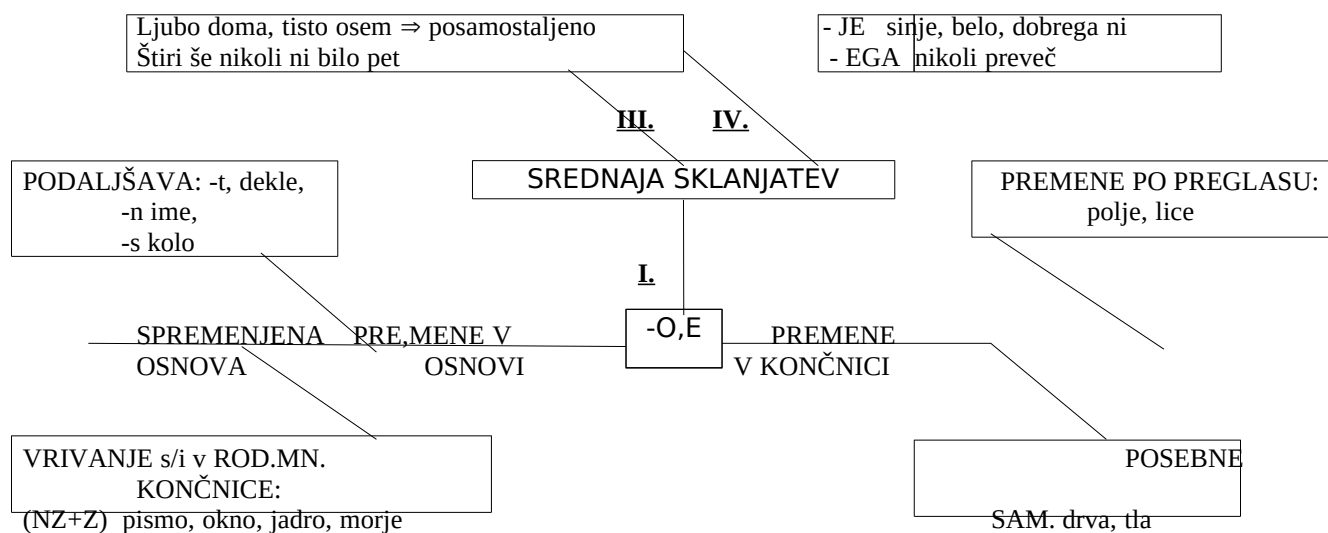 Ljubo doma, tisto osem ⇒ posamostaljeno
Štiri še nikoli ni bilo pet
- JE sinje, belo, dobrega ni
- EGA nikoli preveč
III. IV.
SREDNAJA SKLANJATEV
PODALJŠAVA: -t, dekle,
-n ime,
-s kolo
PREMENE PO PREGLASU:
polje, lice
I.
-O,E
SPREMENJENA PRE,MENE V
OSNOVA OSNOVI
PREMENE
V KONČNICI
VRIVANJE s/i v ROD.MN.
KONČNICE:
(NZ+Z) pismo, okno, jadro, morje
POSEBNE
SAM. drva, tla